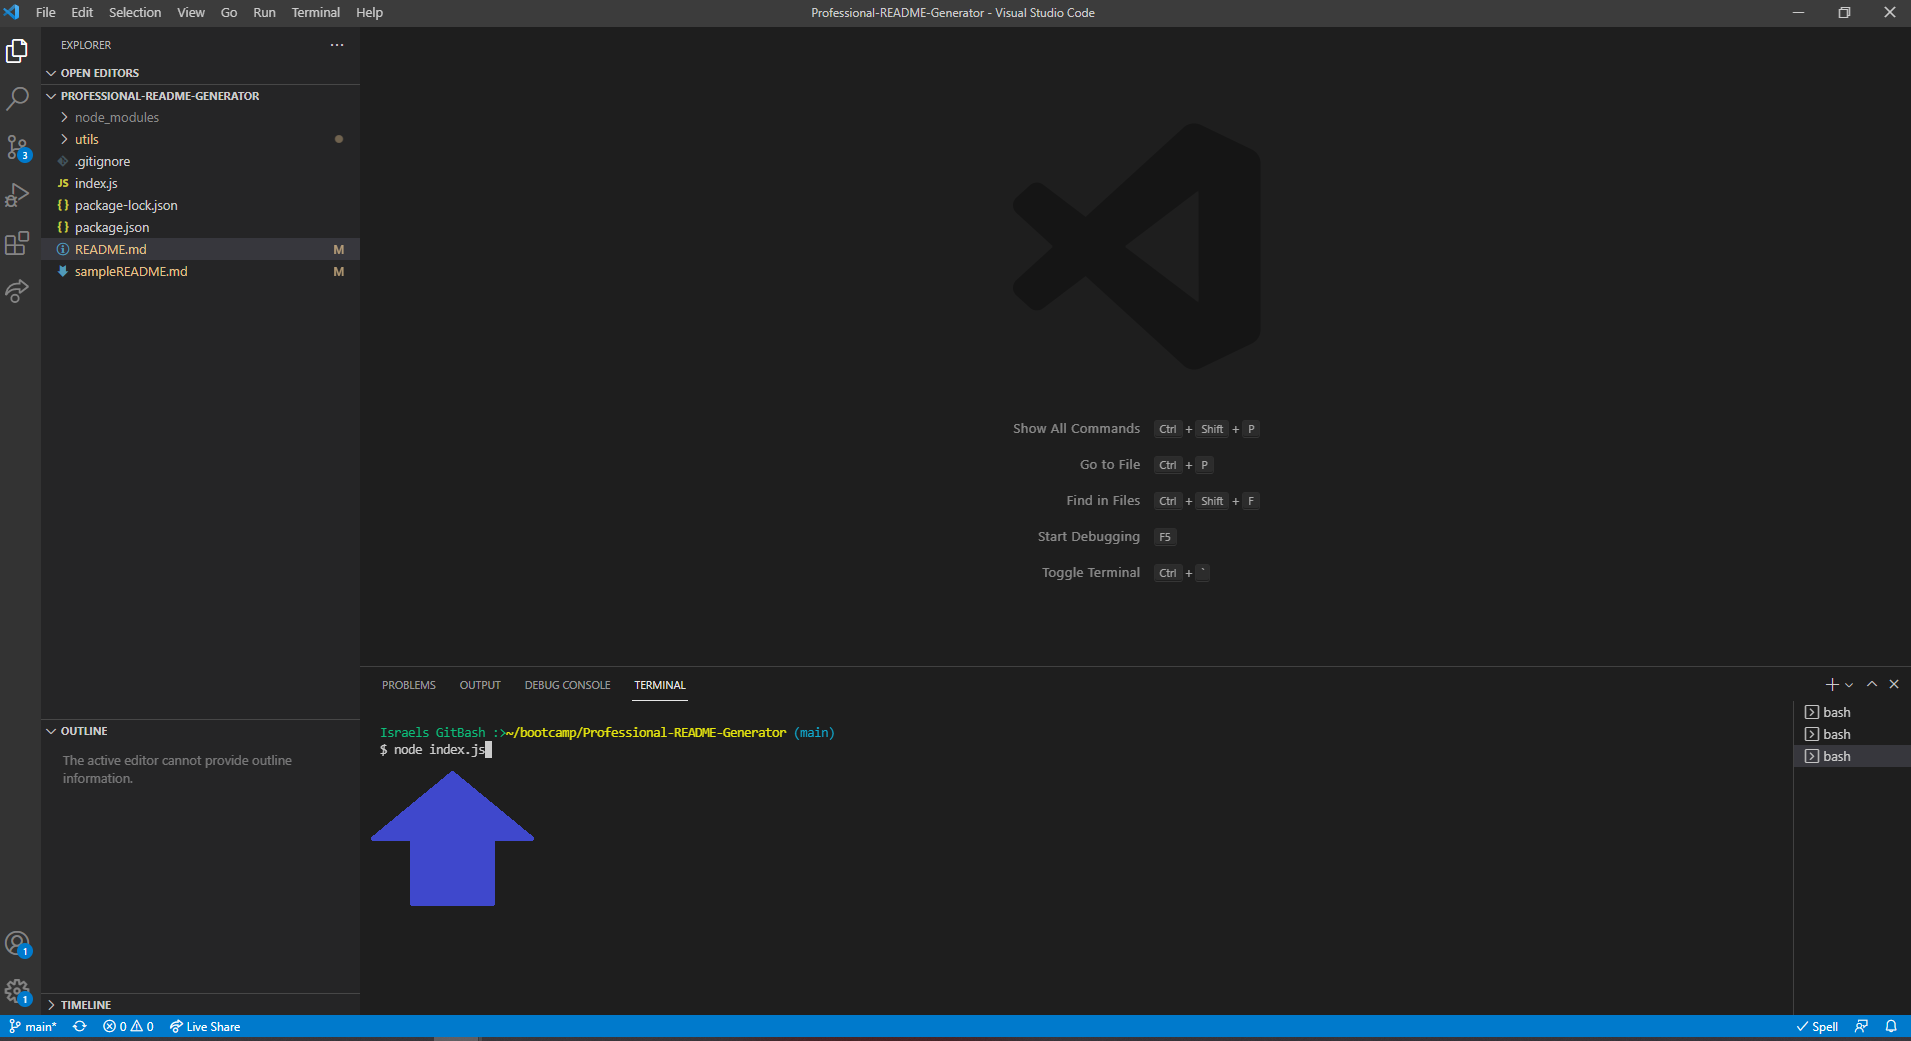 File Edit Selection View Go Run Terminal Help
Professional-README-Generator - Visual Studio Code
EXPLORER
OPEN EDITORS
PROFESSIONAL-README-GENERATOR
node_modules
utils
.gitignore
JS index.js
{} package-lock.json
{} package.json
README.md M
sampleREADME.md M
3
Show All Commands Ctrl + Shift + P
Go to File Ctrl + P
Find in Files Ctrl + Shift + F
Start Debugging F5
Toggle Terminal Ctrl + `
PROBLEMS OUTPUT DEBUG CONSOLE TERMINAL
Israels GitBash :>~/bootcamp/Professional-README-Generator (main)
$ node index.js
bash
bash
bash
OUTLINE
The active editor cannot provide outline
information.
TIMELINE
1
1
main* 0 0 Live Share
Spell